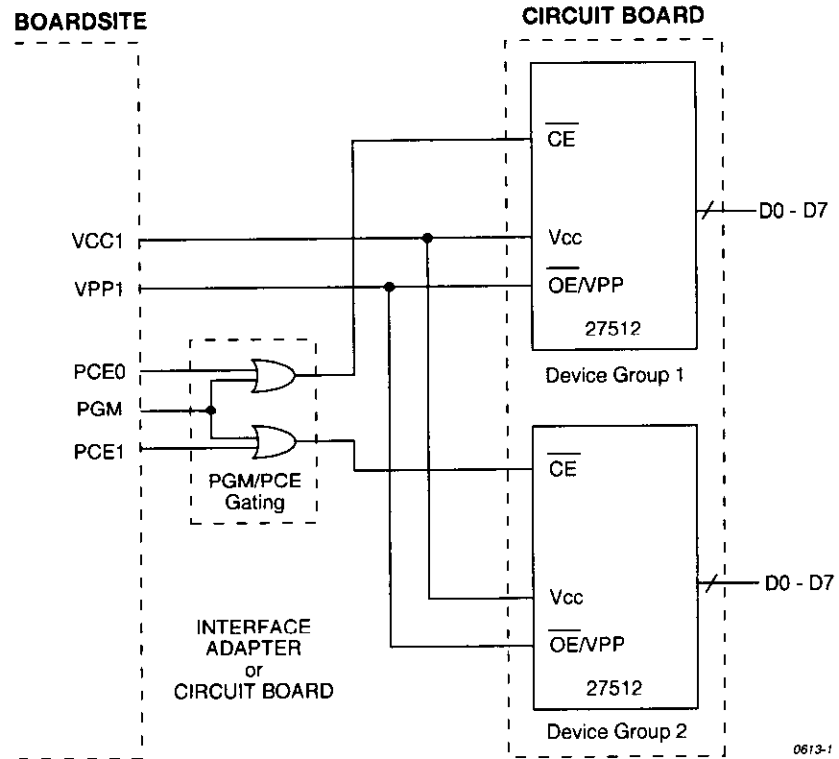 BOARDSITE
CIRCUIT BOARD
CE
D0 - D7
VCC1
Vcc
VPP1
OE/VPP
27512
PCE0
Device Group 1
PGM
PCE1
PGM/PCE
Gating
CE
D0 - D7
Vcc
INTERFACE
ADAPTER
or
CIRCUIT BOARD
OE/VPP
27512
Device Group 2
0613-1